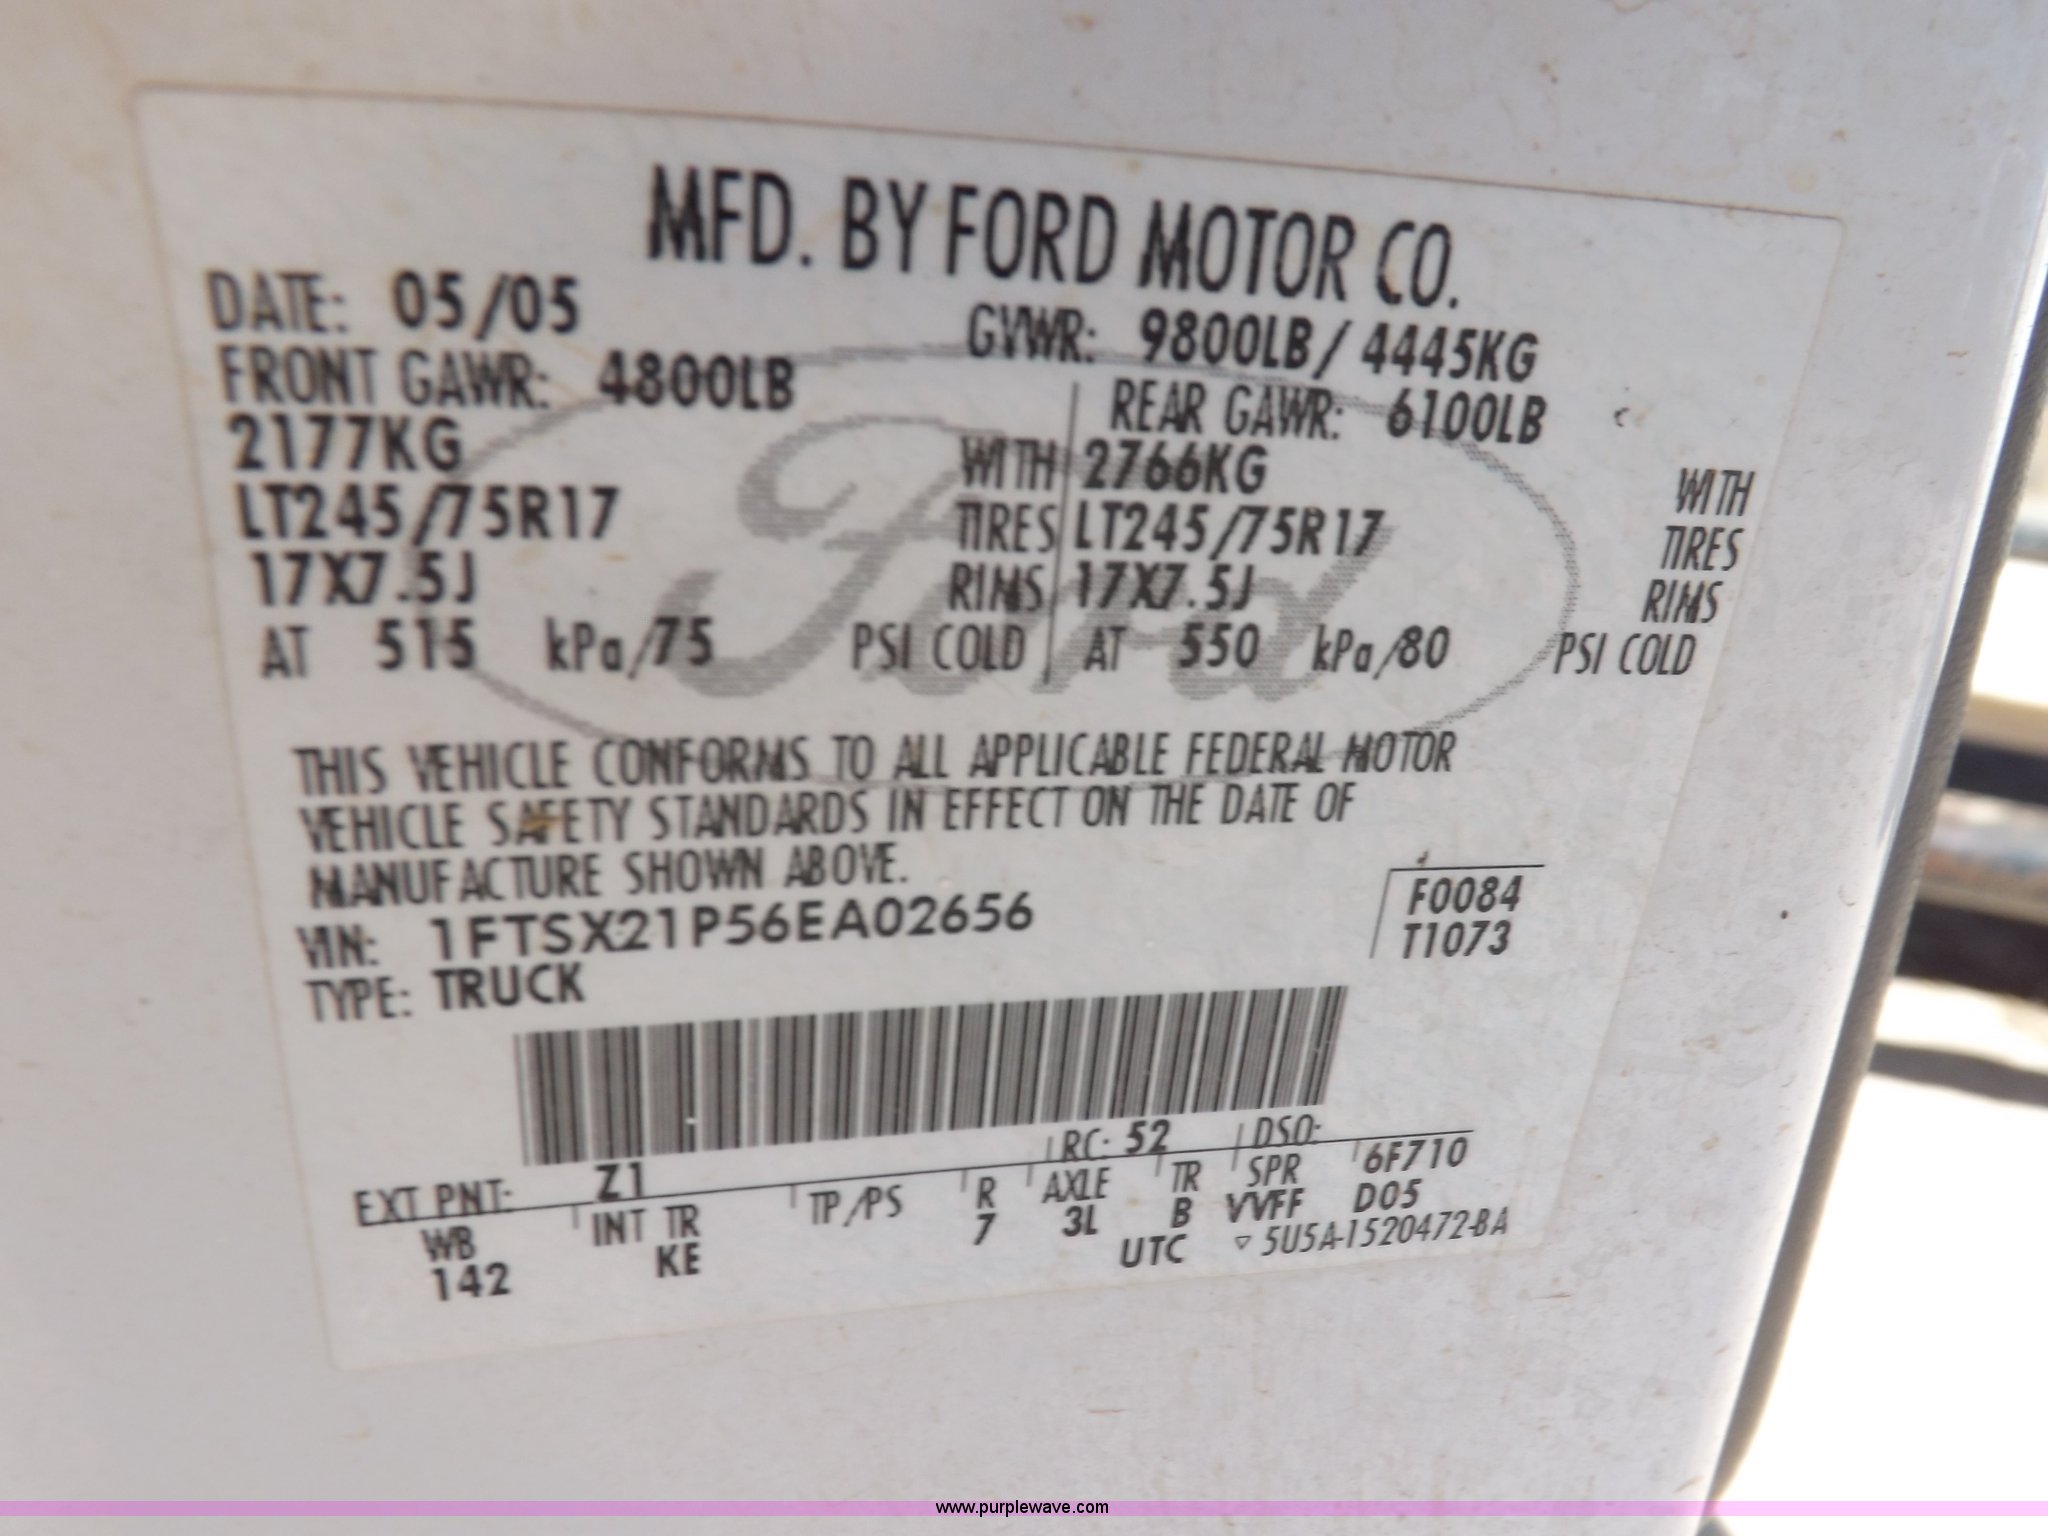 MFD. BY FORD MOTOR CO.
DATE: 05/05 GVWR: 9800LB/ 4445KG
FRONT GAWR: 4800LB REAR GAWR: 6100LB
2177KG WITH 2766KG WITH
LT245/75R17 TIRES LT245/75R17 TIRES
17X7.5J RIMS 17X7.5J RIMS
AT 515 kPa/75 PSI COLD AT 550 kPa/80 PSI COLD
Ford
THIS VEHICLE CONFORMS TO ALL APPLICABLE FEDERAL MOTOR
VEHICLE SAFETY STANDARDS IN EFFECT ON THE DATE OF
MANUFACTURE SHOWN ABOVE.
F0084
VIN: 1FTSX21P56EA02656
T1073
TYPE: TRUCK
EXT PNT: Z1 RC: 52 DSO:
WB INT TR TP/PS R AXLE TR SPR 6F710
142 KE 7 3L B VVFF D05
UTC ▽ 5U5A-1520472-BA
www.purplewave.com